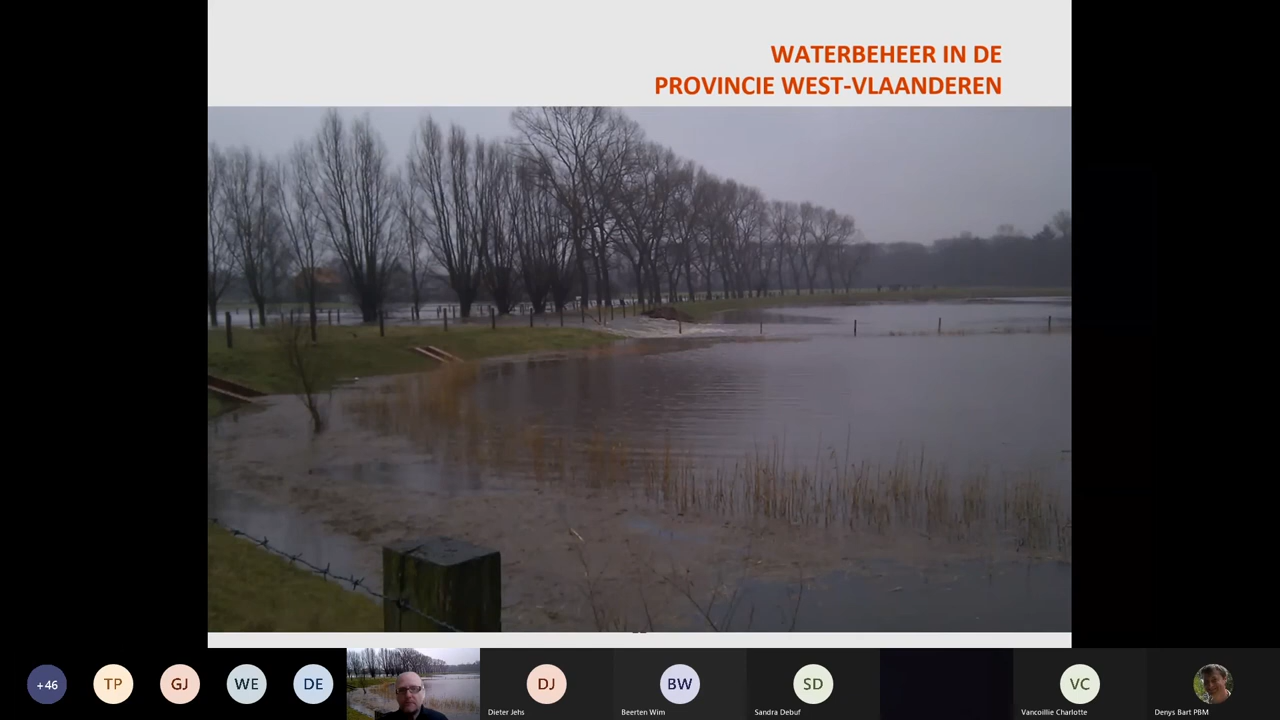 WATERBEHEER IN DE
PROVINCIE WEST-VLAANDEREN
+46
TP
GJ
WE
DE
DJ
Dieter Jehs
BW
Beerten Wim
SD
Sandra Debuf
VC
Vancoillie Charlotte
Denys Bart PBM